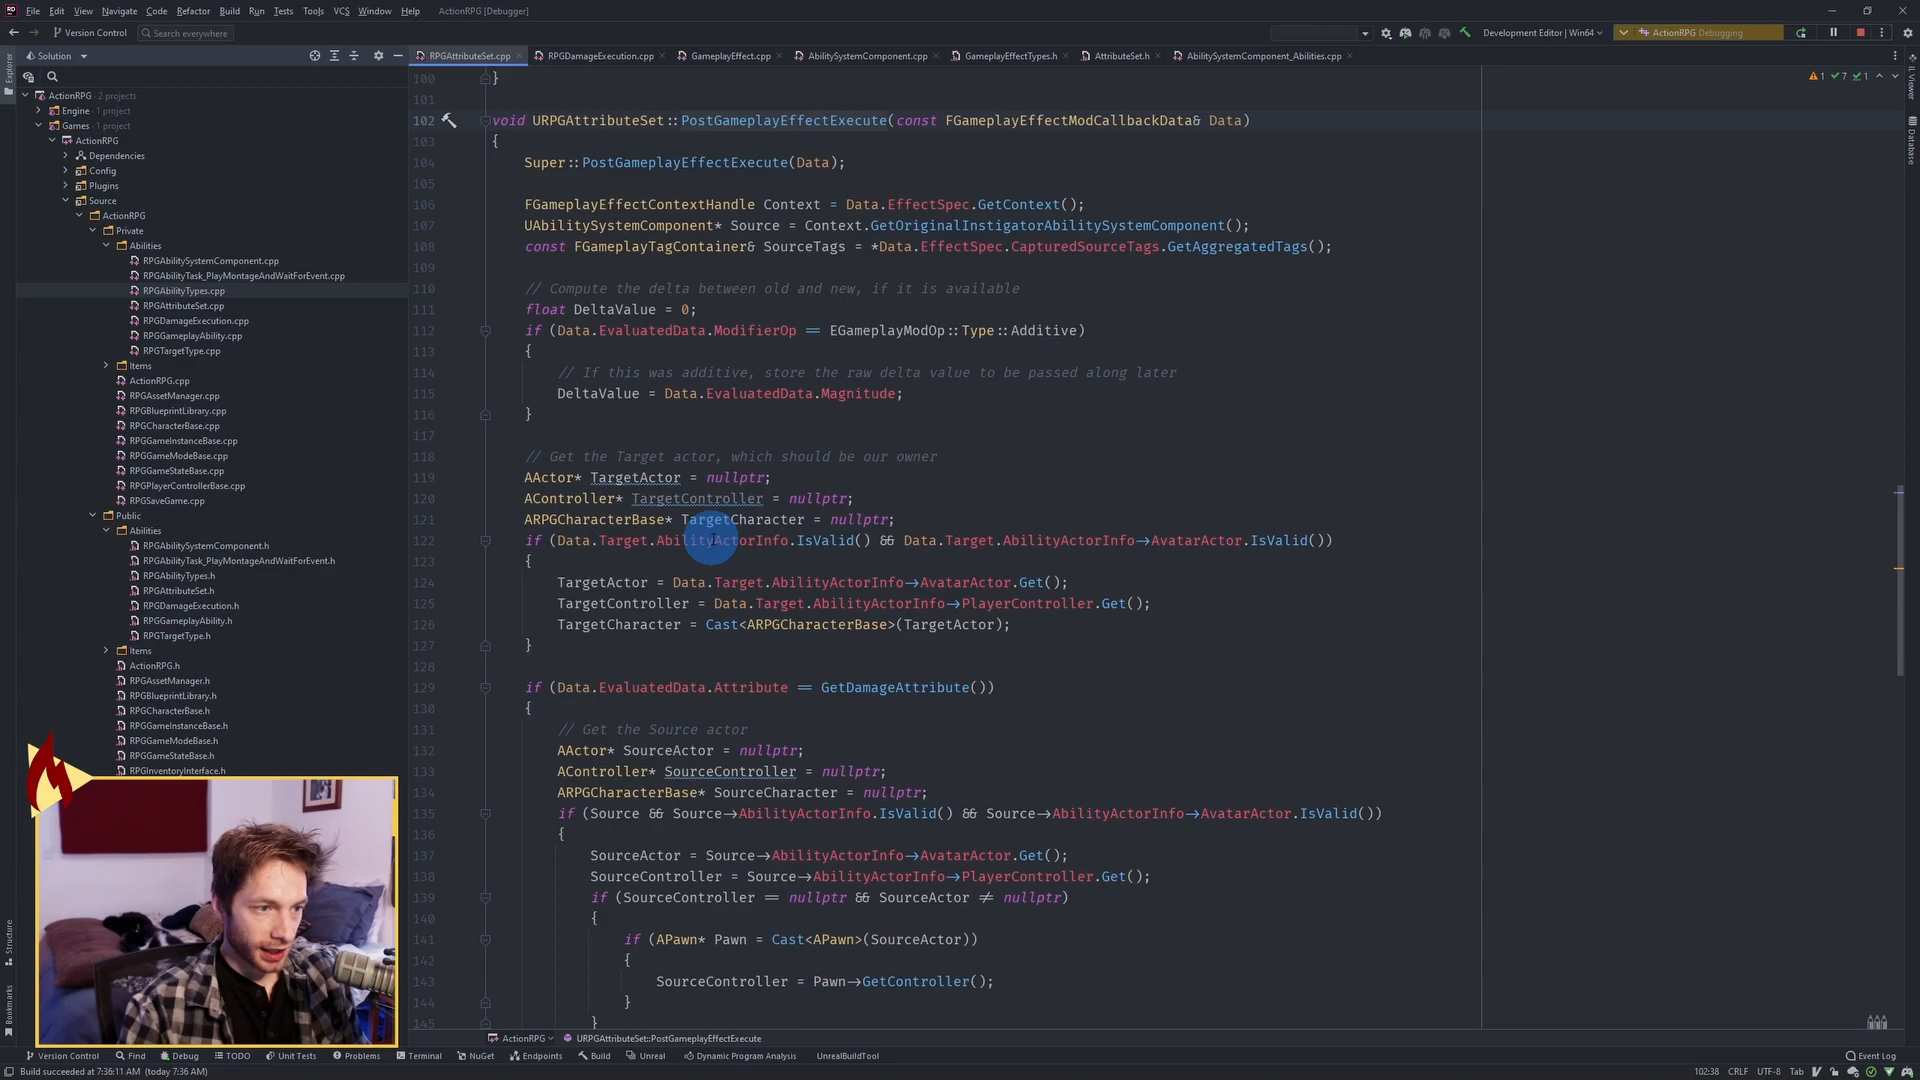 File Edit View Navigate Code Refactor Build Run Tests Tools VCS Window Help ActionRPG [Debugger]
Version Control Search everywhere Development Editor | Win64 ActionRPG Debugging
Explorer
Solution
RPGAttributeSet.cpp RPGDamageExecution.cpp GameplayEffect.cpp AbilitySystemComponent.cpp GameplayEffectTypes.h AttributeSet.h AbilitySystemComponent_Abilities.cpp
1 7 1
IL Viewer
Database
ActionRPG · 2 projects
Engine · 1 project
Games · 1 project
ActionRPG
Dependencies
Config
Plugins
Source
ActionRPG
Private
Abilities
RPGAbilitySystemComponent.cpp
RPGAbilityTask_PlayMontageAndWaitForEvent.cpp
RPGAbilityTypes.cpp
RPGAttributeSet.cpp
RPGDamageExecution.cpp
RPGGameplayAbility.cpp
RPGTargetType.cpp
Items
ActionRPG.cpp
RPGAssetManager.cpp
RPGBlueprintLibrary.cpp
RPGCharacterBase.cpp
RPGGameInstanceBase.cpp
RPGGameModeBase.cpp
RPGGameStateBase.cpp
RPGPlayerControllerBase.cpp
RPGSaveGame.cpp
Public
Abilities
RPGAbilitySystemComponent.h
RPGAbilityTask_PlayMontageAndWaitForEvent.h
RPGAbilityTypes.h
RPGAttributeSet.h
RPGDamageExecution.h
RPGGameplayAbility.h
RPGTargetType.h
Items
ActionRPG.h
RPGAssetManager.h
RPGBlueprintLibrary.h
RPGCharacterBase.h
RPGGameInstanceBase.h
RPGGameModeBase.h
RPGGameStateBase.h
RPGInventoryInterface.h
Structure
Bookmarks
100 }
101
102 void URPGAttributeSet::PostGameplayEffectExecute(const FGameplayEffectModCallbackData& Data)
103 {
104 Super::PostGameplayEffectExecute(Data);
105
106 FGameplayEffectContextHandle Context = Data.EffectSpec.GetContext();
107 UAbilitySystemComponent* Source = Context.GetOriginalInstigatorAbilitySystemComponent();
108 const FGameplayTagContainer& SourceTags = *Data.EffectSpec.CapturedSourceTags.GetAggregatedTags();
109
110 // Compute the delta between old and new, if it is available
111 float DeltaValue = 0;
112 if (Data.EvaluatedData.ModifierOp == EGameplayModOp::Type::Additive)
113 {
114 // If this was additive, store the raw delta value to be passed along later
115 DeltaValue = Data.EvaluatedData.Magnitude;
116 }
117
118 // Get the Target actor, which should be our owner
119 AActor* TargetActor = nullptr;
120 AController* TargetController = nullptr;
121 ARPGCharacterBase* TargetCharacter = nullptr;
122 if (Data.Target.AbilityActorInfo.IsValid() && Data.Target.AbilityActorInfo->AvatarActor.IsValid())
123 {
124 TargetActor = Data.Target.AbilityActorInfo->AvatarActor.Get();
125 TargetController = Data.Target.AbilityActorInfo->PlayerController.Get();
126 TargetCharacter = Cast<ARPGCharacterBase>(TargetActor);
127 }
128
129 if (Data.EvaluatedData.Attribute == GetDamageAttribute())
130 {
131 // Get the Source actor
132 AActor* SourceActor = nullptr;
133 AController* SourceController = nullptr;
134 ARPGCharacterBase* SourceCharacter = nullptr;
135 if (Source && Source->AbilityActorInfo.IsValid() && Source->AbilityActorInfo->AvatarActor.IsValid())
136 {
137 SourceActor = Source->AbilityActorInfo->AvatarActor.Get();
138 SourceController = Source->AbilityActorInfo->PlayerController.Get();
139 if (SourceController == nullptr && SourceActor != nullptr)
140 {
141 if (APawn* Pawn = Cast<APawn>(SourceActor))
142 {
143 SourceController = Pawn->GetController();
144 }
145 }
ActionRPG URPGAttributeSet::PostGameplayEffectExecute
Version Control Find Debug TODO Unit Tests Problems Terminal NuGet Endpoints Build Unreal Dynamic Program Analysis UnrealBuildTool Event Log
Build succeeded at 7:36:11 AM (today 7:36 AM) 102:38 CRLF UTF-8 Tab